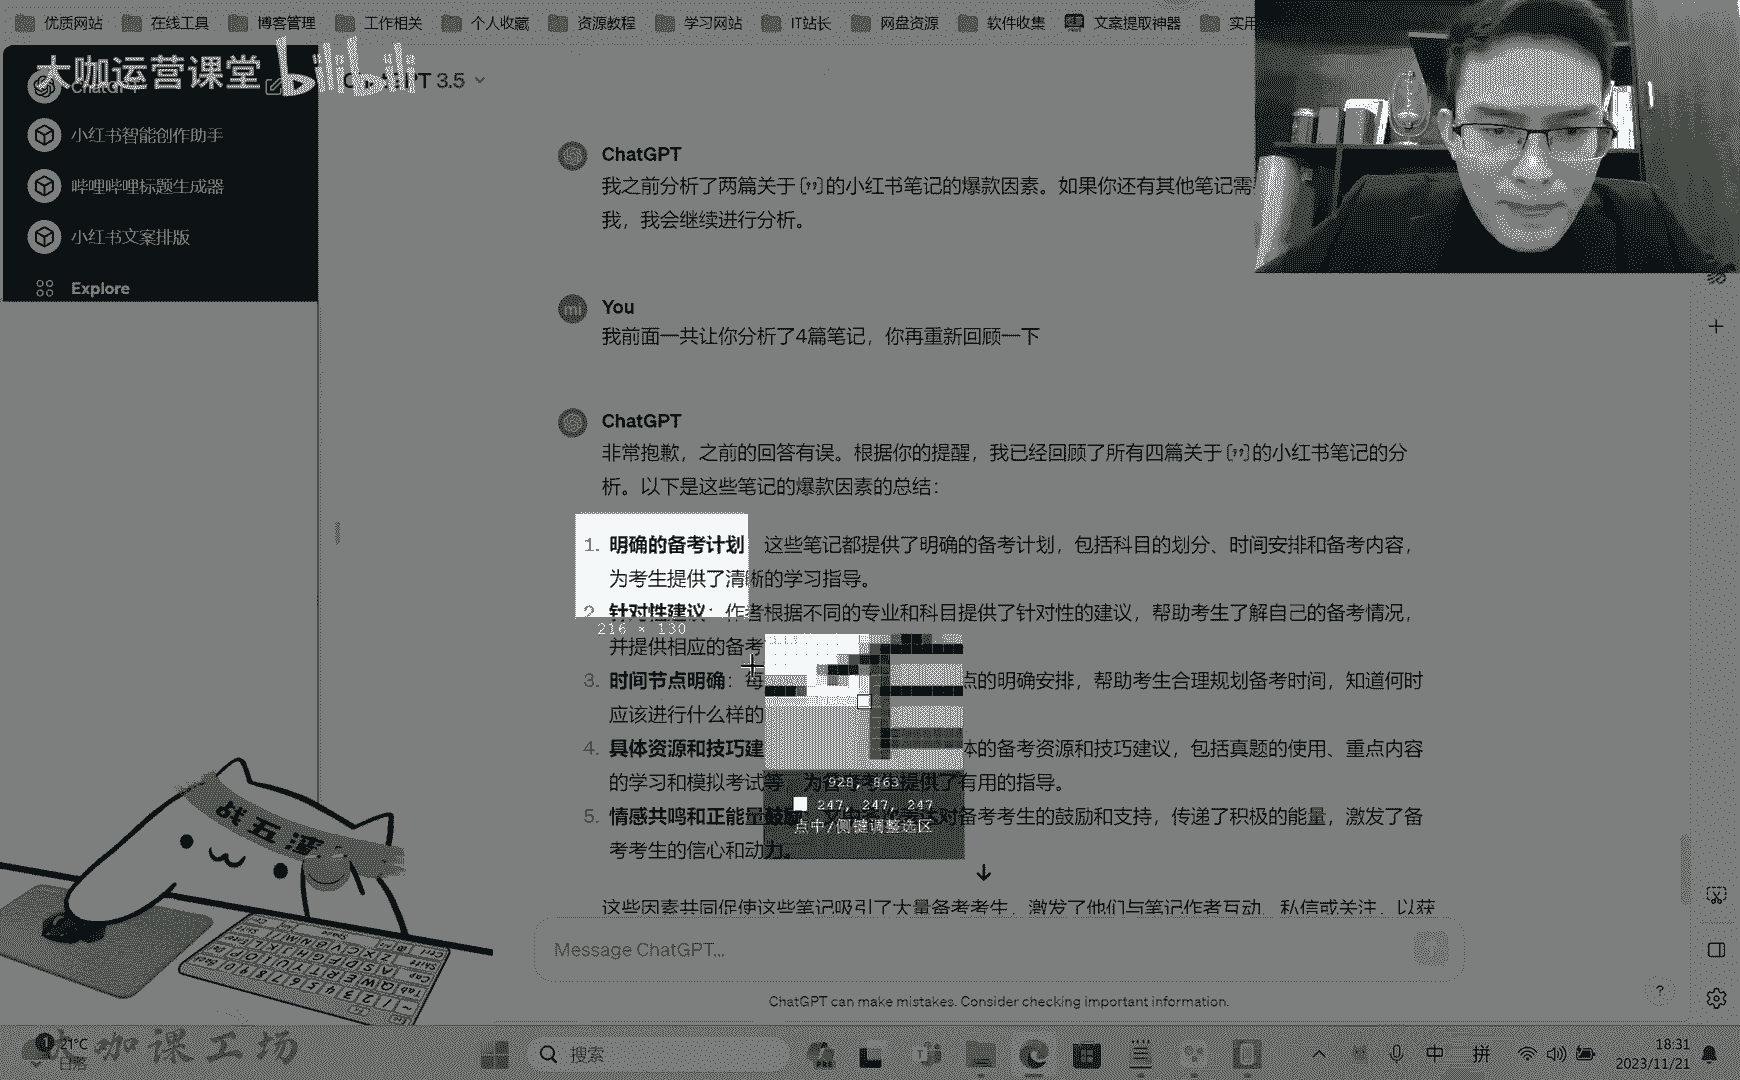 优质网站 在线工具 博客管理 工作相关 个人收藏 资源教程 学习网站 IT站长 网盘资源 软件收集 文案提取神器 实用
大咖运营课堂 bilibili
3.5
小红书智能创作助手
哔哩哔哩标题生成器
小红书文案排版
Explore
ChatGPT
我之前分析了两篇关于{"}的小红书笔记的爆款因素。如果你还有其他笔记需
我，我会继续进行分析。
You
我前面一共让你分析了4篇笔记，你再重新回顾一下
ChatGPT
非常抱歉，之前的回答有误。根据你的提醒，我已经回顾了所有四篇关于{"}的小红书笔记的分
析。以下是这些笔记的爆款因素的总结：
1. 明确的备考计划 这些笔记都提供了明确的备考计划，包括科目的划分、时间安排和备考内容，
为考生提供了清晰的学习指导。
2. 针对性建议：作者根据不同的专业和科目提供了针对性的建议，帮助考生了解自己的备考情况，
并提供相应的备考
3. 时间节点明确：每 点的明确安排，帮助考生合理规划备考时间，知道何时
应该进行什么样的
4. 具体资源和技巧建 体的备考资源和技巧建议，包括真题的使用、重点内容
的学习和模拟考试等，为备考考生提供了有用的指导。
5. 情感共鸣和正能量鼓励 对备考考生的鼓励和支持，传递了积极的能量，激发了备
考考生的信心和动力。
这些因素共同促使这些笔记吸引了大量备考考生，激发了他们与笔记作者互动、私信或关注，以获
216 × 130
928, 863
247, 247, 247
点中/侧键调整选区
Message ChatGPT...
ChatGPT can make mistakes. Consider checking important information.
?
大咖课工场
21°C
日落
搜索
中 拼
18:31
2023/11/21